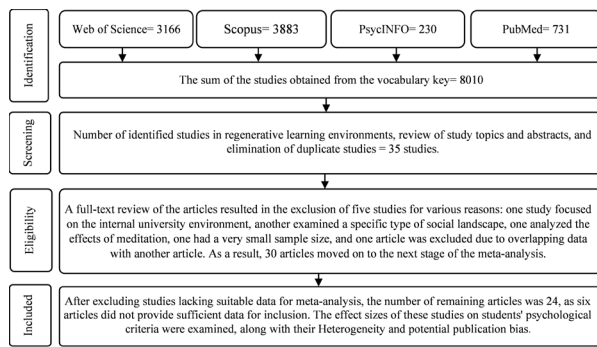 Identification
Web of Science= 3166
Scopus= 3883
PsycINFO= 230
PubMed= 731
The sum of the studies obtained from the vocabulary key= 8010
Screening
Number of identified studies in regenerative learning environments, review of study topics and abstracts, and
elimination of duplicate studies = 35 studies.
Eligibility
A full-text review of the articles resulted in the exclusion of five studies for various reasons: one study focused
on the internal university environment, another examined a specific type of social landscape, one analyzed the
effects of meditation, one had a very small sample size, and one article was excluded due to overlapping data
with another article. As a result, 30 articles moved on to the next stage of the meta-analysis.
Included
After excluding studies lacking suitable data for meta-analysis, the number of remaining articles was 24, as six
articles did not provide sufficient data for inclusion. The effect sizes of these studies on students' psychological
criteria were examined, along with their Heterogeneity and potential publication bias.